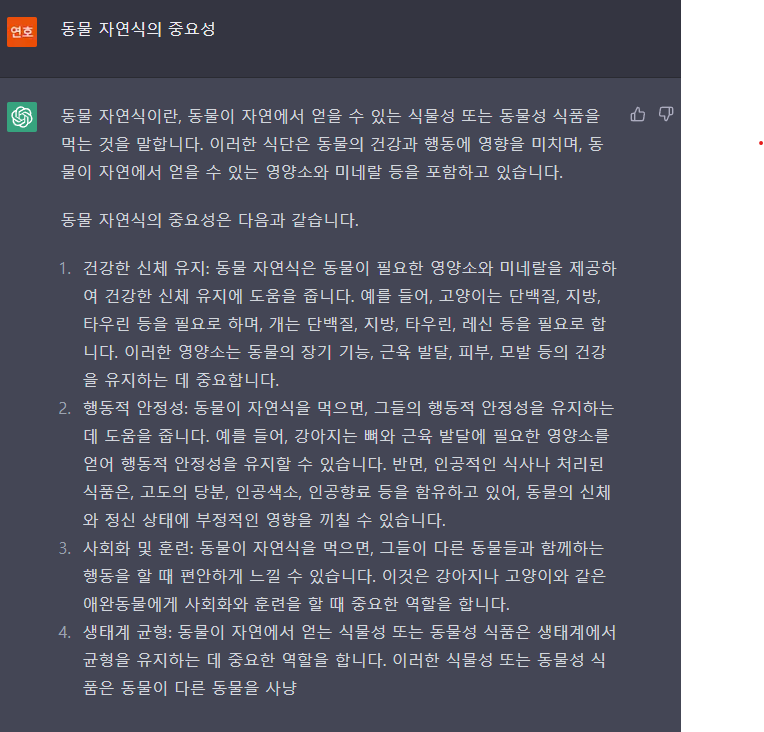 연호
동물 자연식의 중요성
동물 자연식이란, 동물이 자연에서 얻을 수 있는 식물성 또는 동물성 식품을
먹는 것을 말합니다. 이러한 식단은 동물의 건강과 행동에 영향을 미치며, 동
물이 자연에서 얻을 수 있는 영양소와 미네랄 등을 포함하고 있습니다.
동물 자연식의 중요성은 다음과 같습니다.
1. 건강한 신체 유지: 동물 자연식은 동물이 필요한 영양소와 미네랄을 제공하
여 건강한 신체 유지에 도움을 줍니다. 예를 들어, 고양이는 단백질, 지방,
타우린 등을 필요로 하며, 개는 단백질, 지방, 타우린, 레신 등을 필요로 합
니다. 이러한 영양소는 동물의 장기 기능, 근육 발달, 피부, 모발 등의 건강
을 유지하는 데 중요합니다.
2. 행동적 안정성: 동물이 자연식을 먹으면, 그들의 행동적 안정성을 유지하는
데 도움을 줍니다. 예를 들어, 강아지는 뼈와 근육 발달에 필요한 영양소를
얻어 행동적 안정성을 유지할 수 있습니다. 반면, 인공적인 식사나 처리된
식품은, 고도의 당분, 인공색소, 인공향료 등을 함유하고 있어, 동물의 신체
와 정신 상태에 부정적인 영향을 끼칠 수 있습니다.
3. 사회화 및 훈련: 동물이 자연식을 먹으면, 그들이 다른 동물들과 함께하는
행동을 할 때 편안하게 느낄 수 있습니다. 이것은 강아지나 고양이와 같은
애완동물에게 사회화와 훈련을 할 때 중요한 역할을 합니다.
4. 생태계 균형: 동물이 자연에서 얻는 식물성 또는 동물성 식품은 생태계에서
균형을 유지하는 데 중요한 역할을 합니다. 이러한 식물성 또는 동물성 식
품은 동물이 다른 동물을 사냥